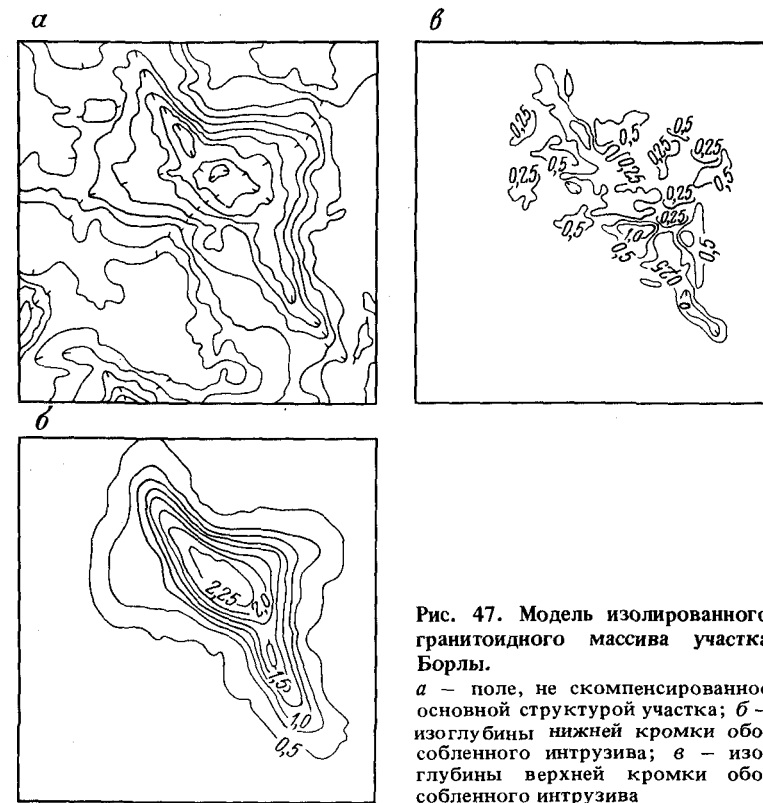 а
в
0,25
0,5
0,5
0,25
0,25
0,5
0,25
0,25
0,25
0,5
0,5
0,25
1,0
0,5
0,5
0,25
б
2,25
2,0
1,5
1,0
0,5
Рис. 47. Модель изолированного
гранитоидного массива участка
Борлы.
а — поле, не скомпенсированное
основной структурой участка; б —
изоглубины нижней кромки обо-
собленного интрузива; в — изо-
глубины верхней кромки обо-
собленного интрузива